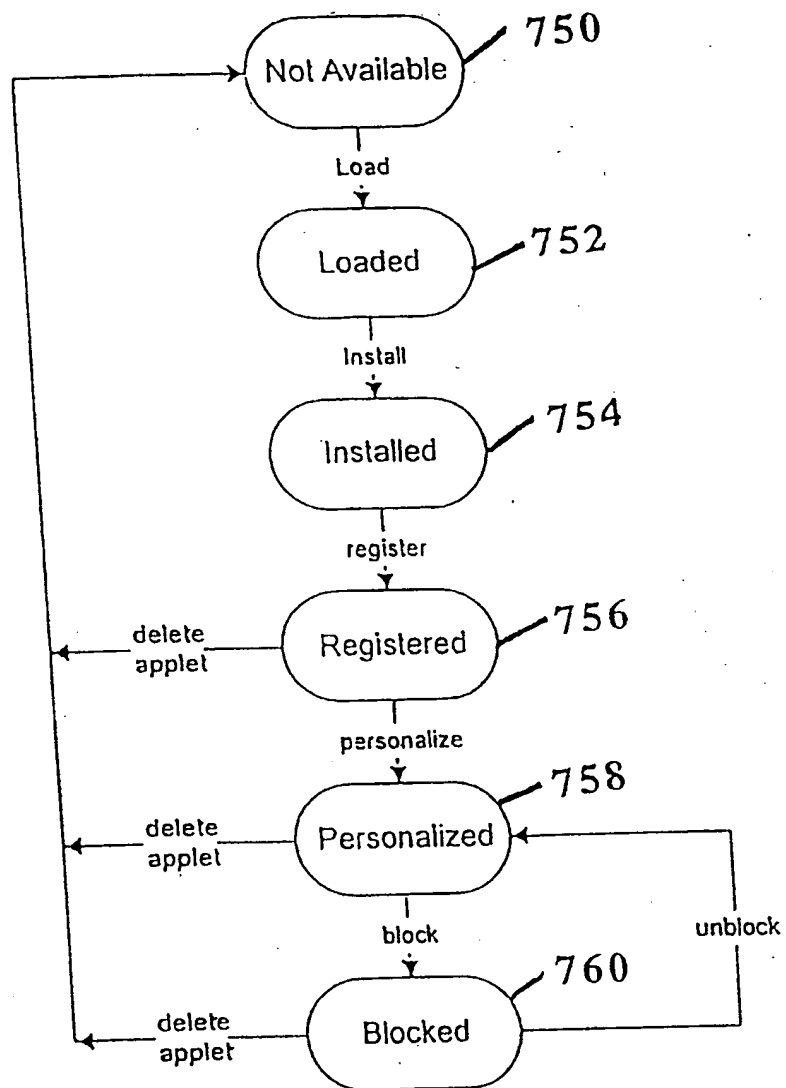 750
Not Available
Load
752
Loaded
Install
754
Installed
register
756
Registered
delete
applet
personalize
758
Personalized
delete
applet
block
unblock
760
Blocked
delete
applet